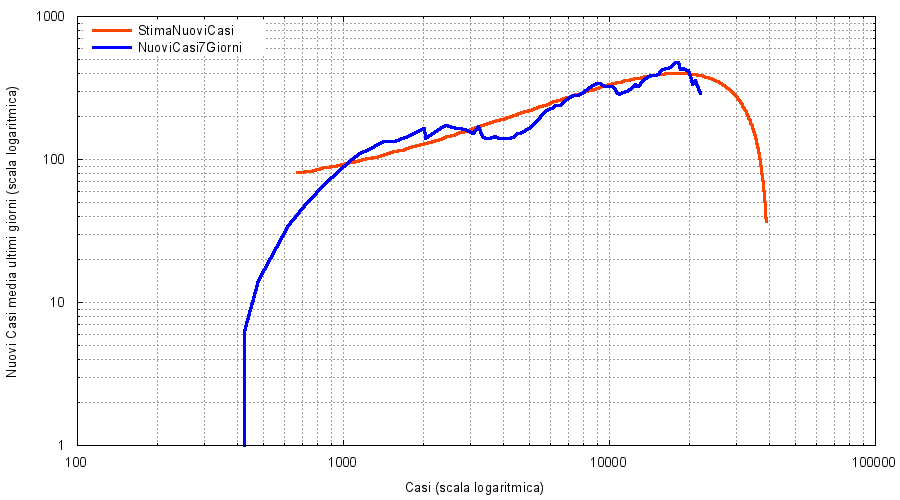 1000
StimaNuoviCasi
NuoviCasi7Giorni
100
10
1
100
1000
10000
100000
Nuovi Casi media ultimi giorni (scala logaritmica)
Casi (scala logaritmica)